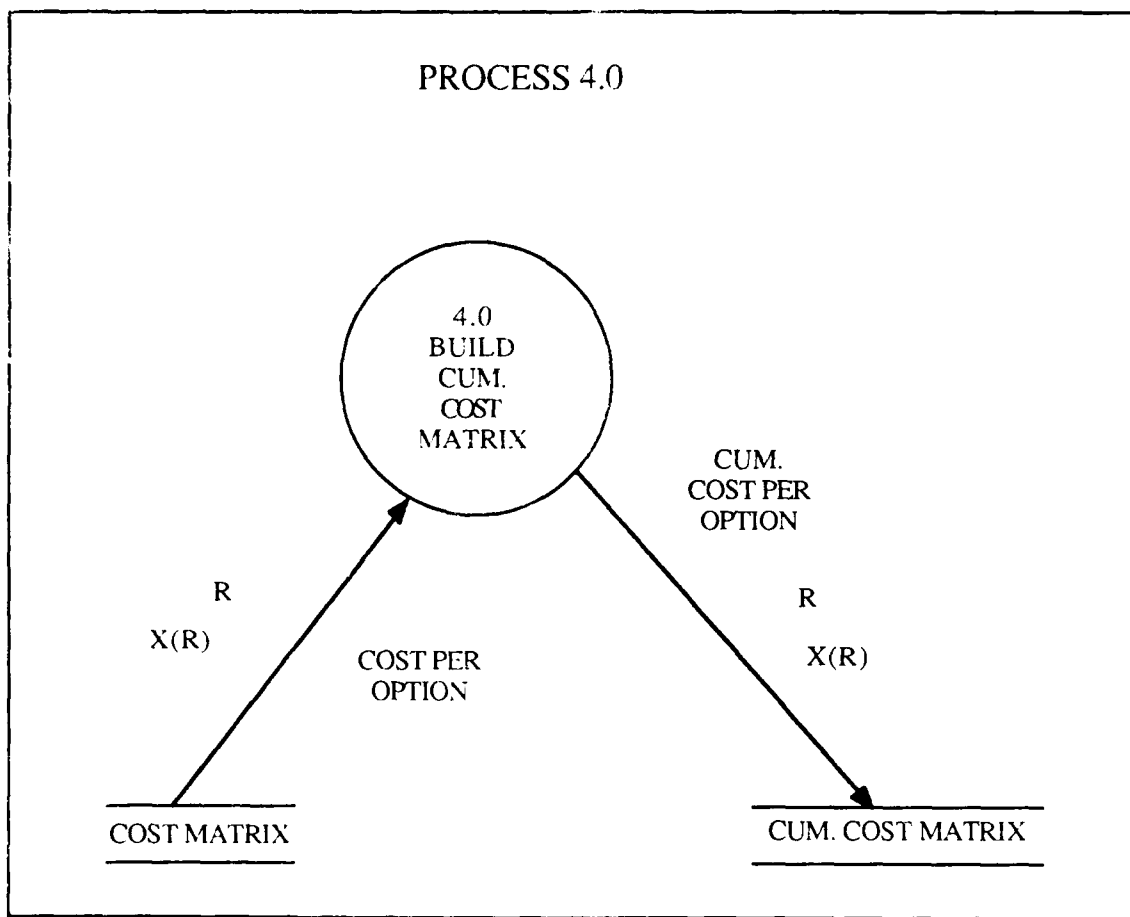 PROCESS 4.0
4.0
BUILD
CUM.
COST
MATRIX
CUM.
COST PER
OPTION
R
X(R)
COST PER
OPTION
R
X(R)
COST MATRIX
CUM. COST MATRIX